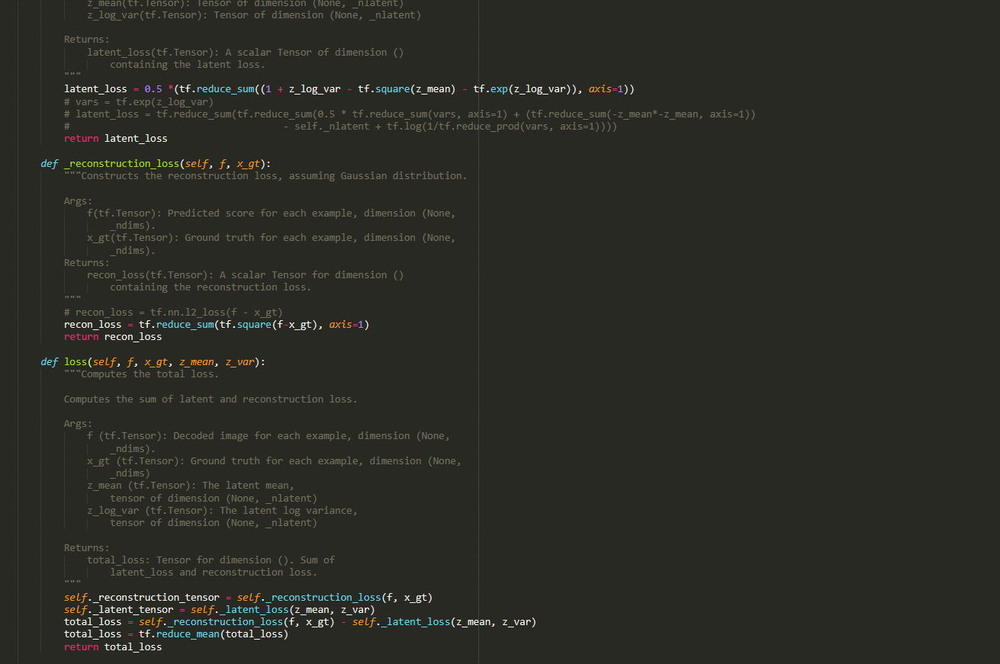 z_mean(tf.Tensor): Tensor of dimension (None, _nlatent)
z_log_var(tf.Tensor): Tensor of dimension (None, _nlatent)
Returns:
latent_loss(tf.Tensor): A scalar Tensor of dimension ()
containing the latent loss.
"""
latent_loss = 0.5 *(tf.reduce_sum((1 + z_log_var - tf.square(z_mean) - tf.exp(z_log_var)), axis=1))
# vars = tf.exp(z_log_var)
# latent_loss = tf.reduce_sum(tf.reduce_sum(0.5 * tf.reduce_sum(vars, axis=1) + (tf.reduce_sum(-z_mean*-z_mean, axis=1))
# - self._nlatent + tf.log(1/tf.reduce_prod(vars, axis=1))))
return latent_loss
def _reconstruction_loss(self, f, x_gt):
"""Constructs the reconstruction loss, assuming Gaussian distribution.
Args:
f(tf.Tensor): Predicted score for each example, dimension (None,
_ndims).
x_gt(tf.Tensor): Ground truth for each example, dimension (None,
_ndims).
Returns:
recon_loss(tf.Tensor): A scalar Tensor for dimension ()
containing the reconstruction loss.
"""
# recon_loss = tf.nn.l2_loss(f - x_gt)
recon_loss = tf.reduce_sum(tf.square(f-x_gt), axis=1)
return recon_loss
def loss(self, f, x_gt, z_mean, z_var):
"""Computes the total loss.
Computes the sum of latent and reconstruction loss.
Args:
f (tf.Tensor): Decoded image for each example, dimension (None,
_ndims).
x_gt (tf.Tensor): Ground truth for each example, dimension (None,
_ndims)
z_mean (tf.Tensor): The latent mean,
tensor of dimension (None, _nlatent)
z_log_var (tf.Tensor): The latent log variance,
tensor of dimension (None, _nlatent)
Returns:
total_loss: Tensor for dimension (). Sum of
latent_loss and reconstruction loss.
"""
self._reconstruction_tensor = self._reconstruction_loss(f, x_gt)
self._latent_tensor = self._latent_loss(z_mean, z_var)
total_loss = self._reconstruction_loss(f, x_gt) - self._latent_loss(z_mean, z_var)
total_loss = tf.reduce_mean(total_loss)
return total_loss